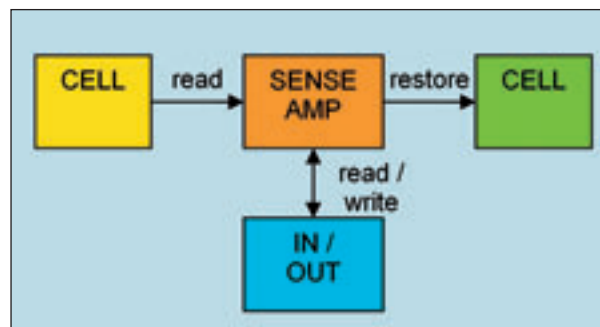 CELL
read
SENSE
AMP
restore
CELL
read /
write
IN /
OUT